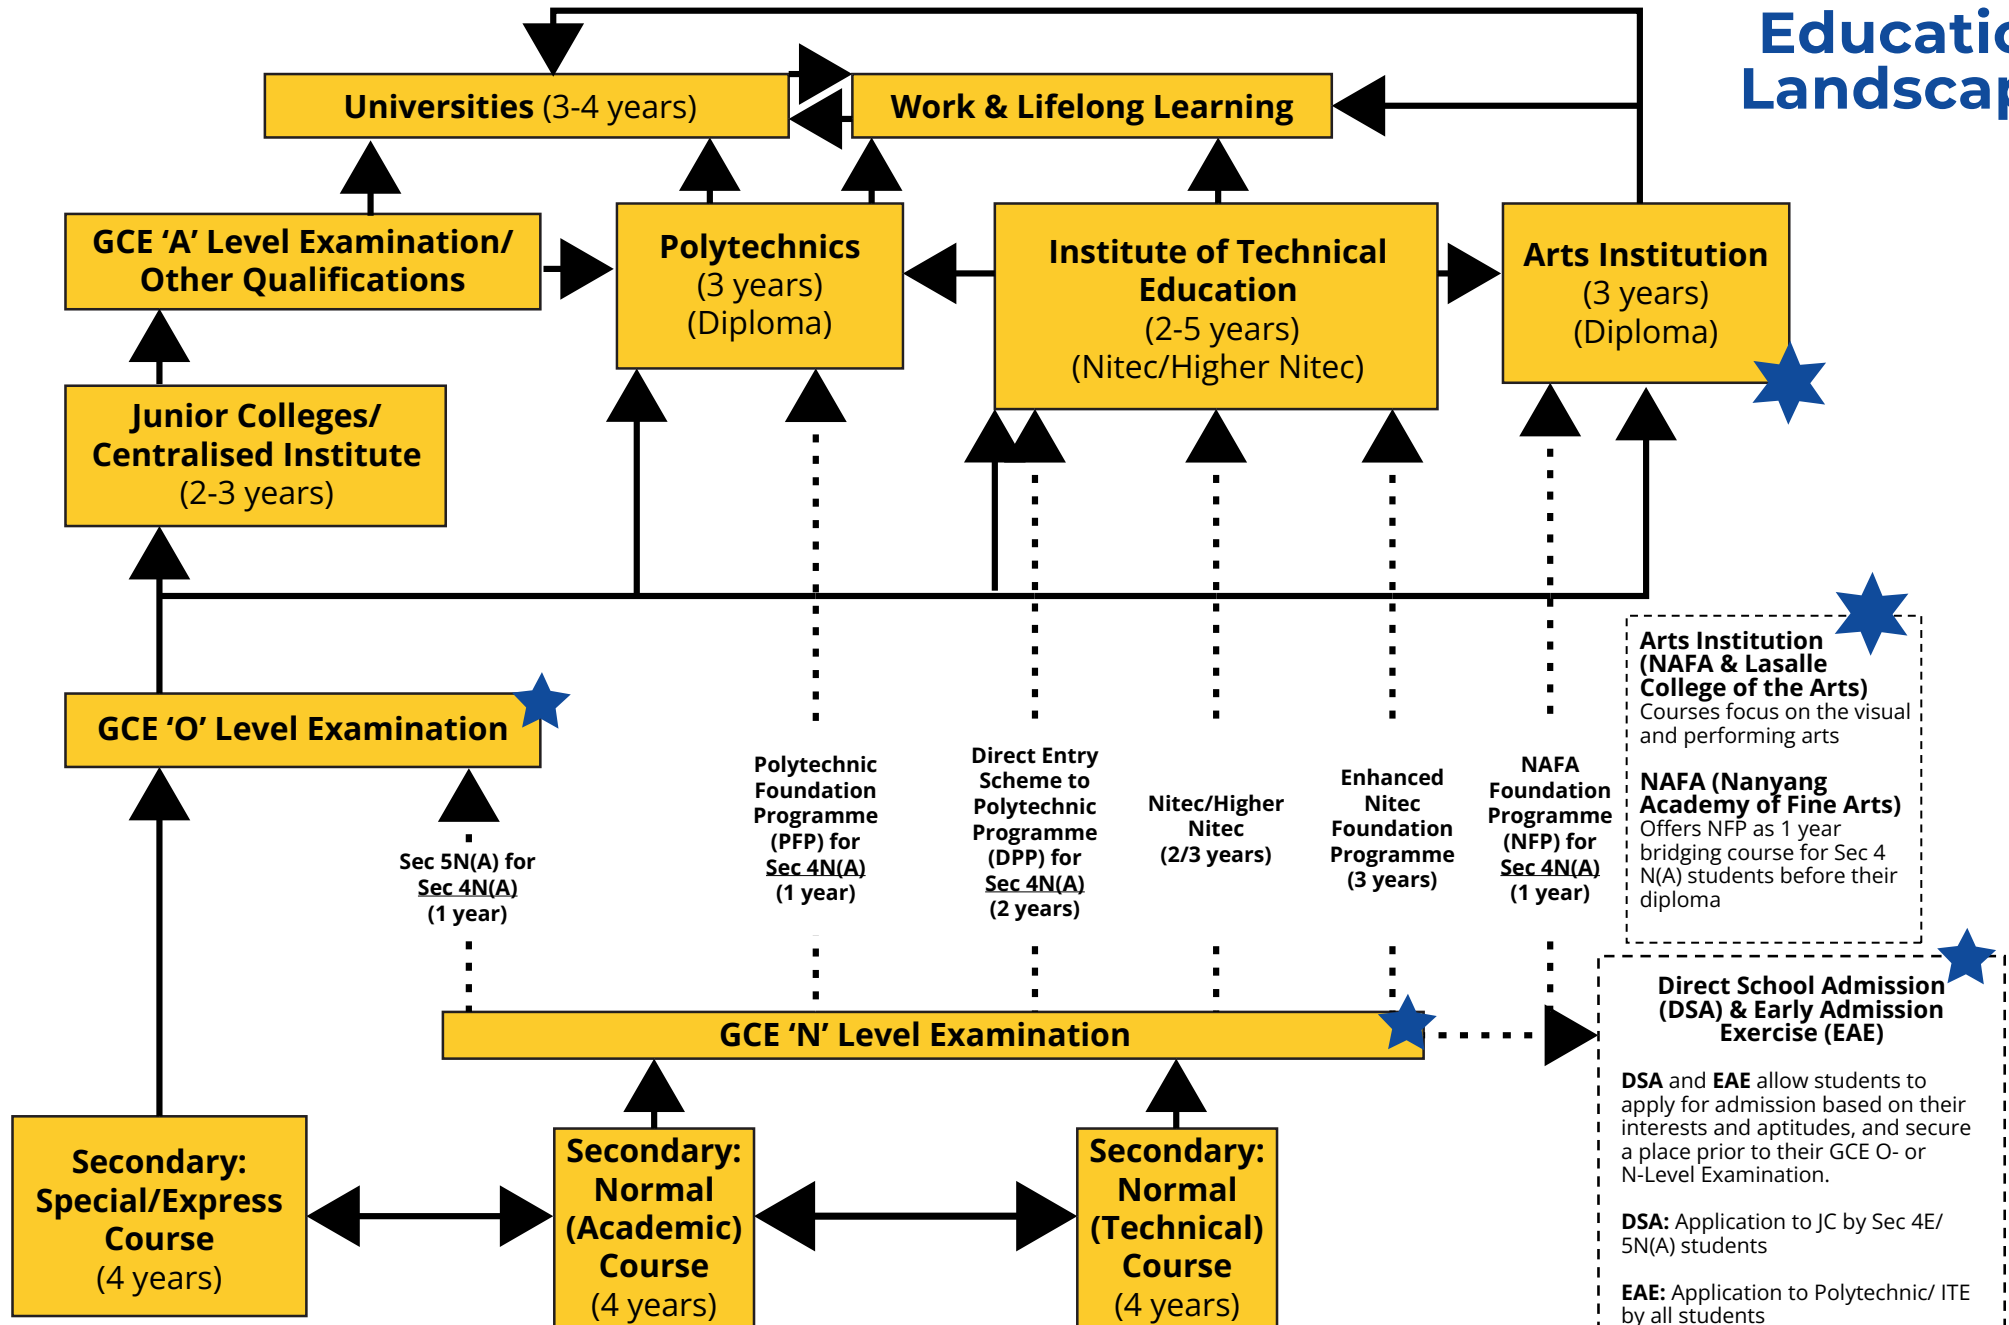 Educatio
Landscap
Universities (3-4 years)
Work & Lifelong Learning
GCE ‘A’ Level Examination/
Other Qualifications
Polytechnics
(3 years)
(Diploma)
Institute of Technical
Education
(2-5 years)
(Nitec/Higher Nitec)
Arts Institution
(3 years)
(Diploma)
Junior Colleges/
Centralised Institute
(2-3 years)
GCE ‘O’ Level Examination
Sec 5N(A) for
Sec 4N(A)
(1 year)
Polytechnic
Foundation
Programme
(PFP) for
Sec 4N(A)
(1 year)
Direct Entry
Scheme to
Polytechnic
Programme
(DPP) for
Sec 4N(A)
(2 years)
Nitec/Higher
Nitec
(2/3 years)
Enhanced
Nitec
Foundation
Programme
(3 years)
NAFA
Foundation
Programme
(NFP) for
Sec 4N(A)
(1 year)
Arts Institution
(NAFA & Lasalle
College of the Arts)
Courses focus on the visual
and performing arts
NAFA (Nanyang
Academy of Fine Arts)
Offers NFP as 1 year
bridging course for Sec 4
N(A) students before their
diploma
GCE ‘N’ Level Examination
Direct School Admission
(DSA) & Early Admission
Exercise (EAE)
DSA and EAE allow students to
apply for admission based on their
interests and aptitudes, and secure
a place prior to their GCE O- or
N-Level Examination.
DSA: Application to JC by Sec 4E/
5N(A) students
EAE: Application to Polytechnic/ ITE
by all students
Secondary:
Special/Express
Course
(4 years)
Secondary:
Normal
(Academic)
Course
(4 years)
Secondary:
Normal
(Technical)
Course
(4 years)